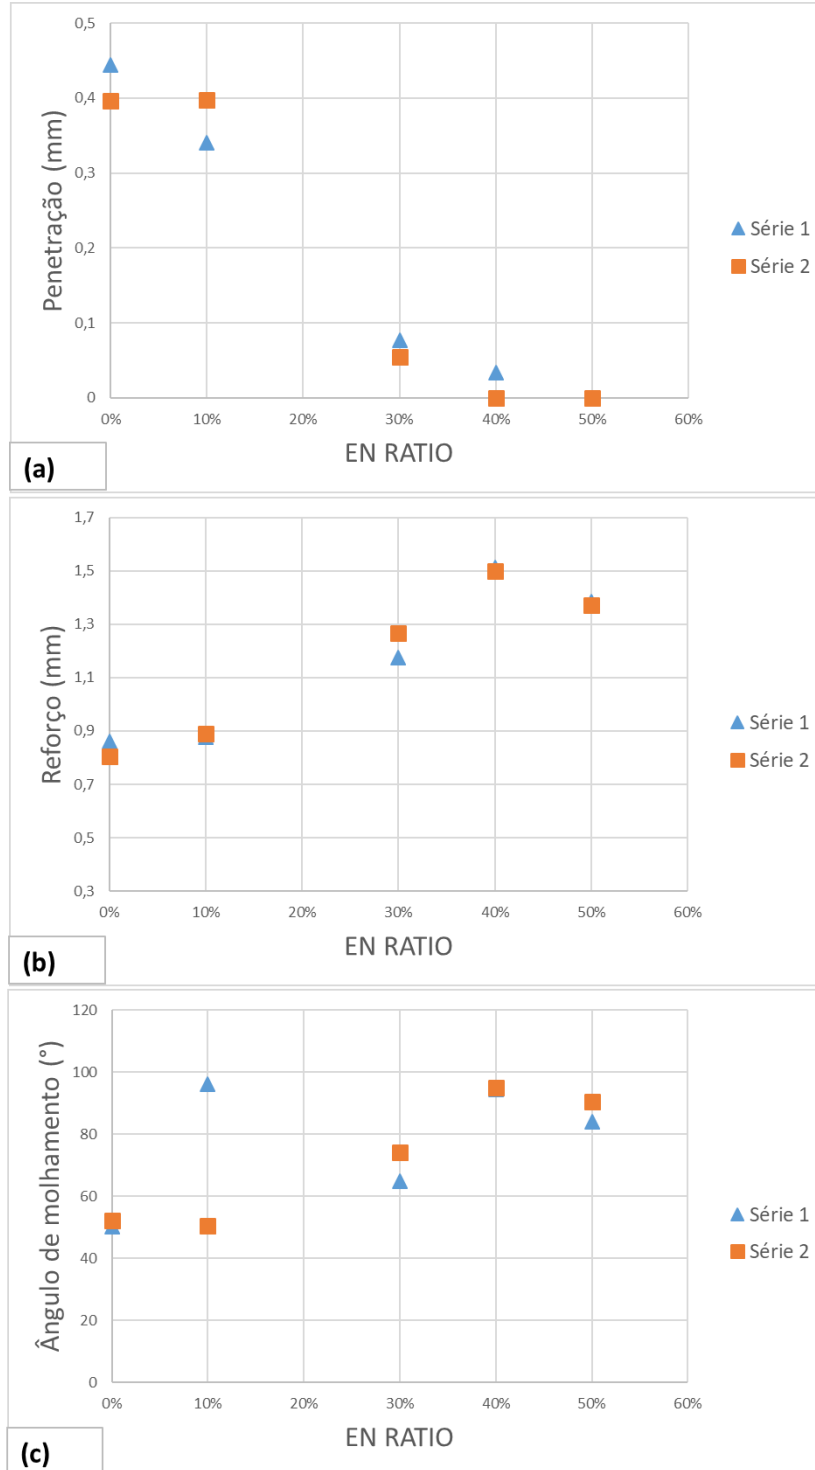 0,5
0,4
0,3
0,2
0,1
0
Penetração (mm)
0% 10% 20% 30% 40% 50% 60%
EN RATIO
Série 1
Série 2
(a)
1,7
1,5
1,3
1,1
0,9
0,7
0,5
0,3
Reforço (mm)
0% 10% 20% 30% 40% 50% 60%
EN RATIO
Série 1
Série 2
(b)
120
100
80
60
40
20
0
Ângulo de molhamento (°)
0% 10% 20% 30% 40% 50% 60%
EN RATIO
Série 1
Série 2
(c)